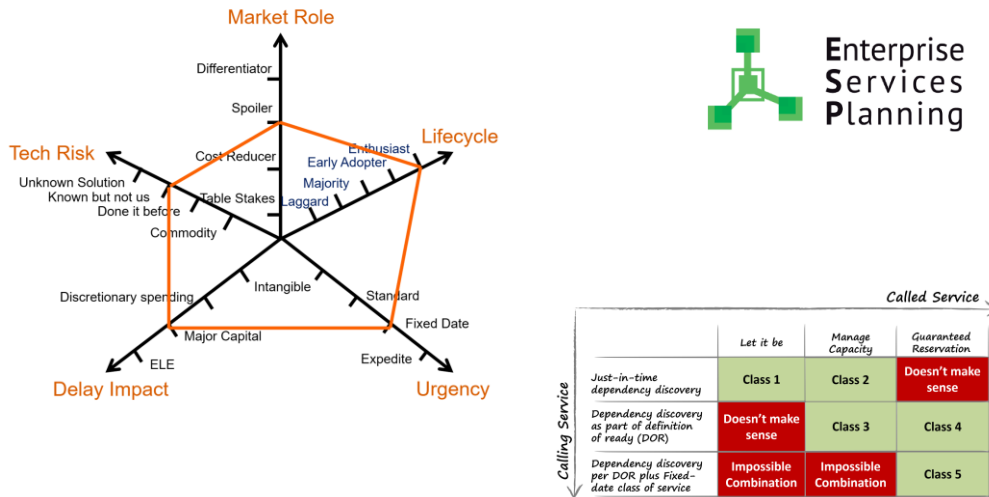 Market Role
Differentiator
Spoiler
Cost Reducer
Table Stakes
Lifecycle
Enthusiast
Early Adopter
Majority
Laggard
Tech Risk
Unknown Solution
Known but not us
Done it before
Commodity
Intangible
Discretionary spending
Major Capital
ELE
Delay Impact
Standard
Fixed Date
Expedite
Urgency
Enterprise
Services
Planning
Called Service
Calling Service
Let it be
Manage
Capacity
Guaranteed
Reservation
Just-in-time
dependency discovery
Class 1
Class 2
Doesn't make
sense
Dependency discovery
as part of definition
of ready (DOR)
Doesn't make
sense
Class 3
Class 4
Dependency discovery
per DOR plus Fixed-
date class of service
Impossible
Combination
Impossible
Combination
Class 5